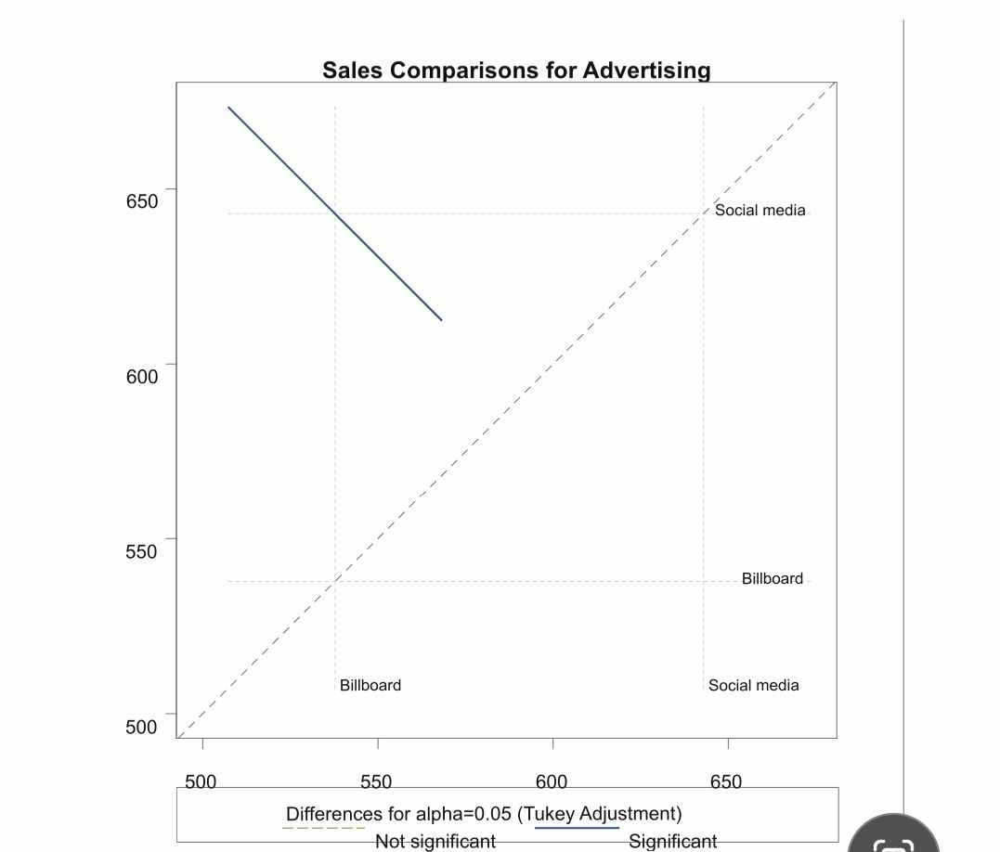 Sales Comparisons for Advertising
650
Social media
600
550
Billboard
Billboard
Social media
500
500
550
600
650
Differences for alpha=0.05 (Tukey Adjustment)
Not significant
Significant